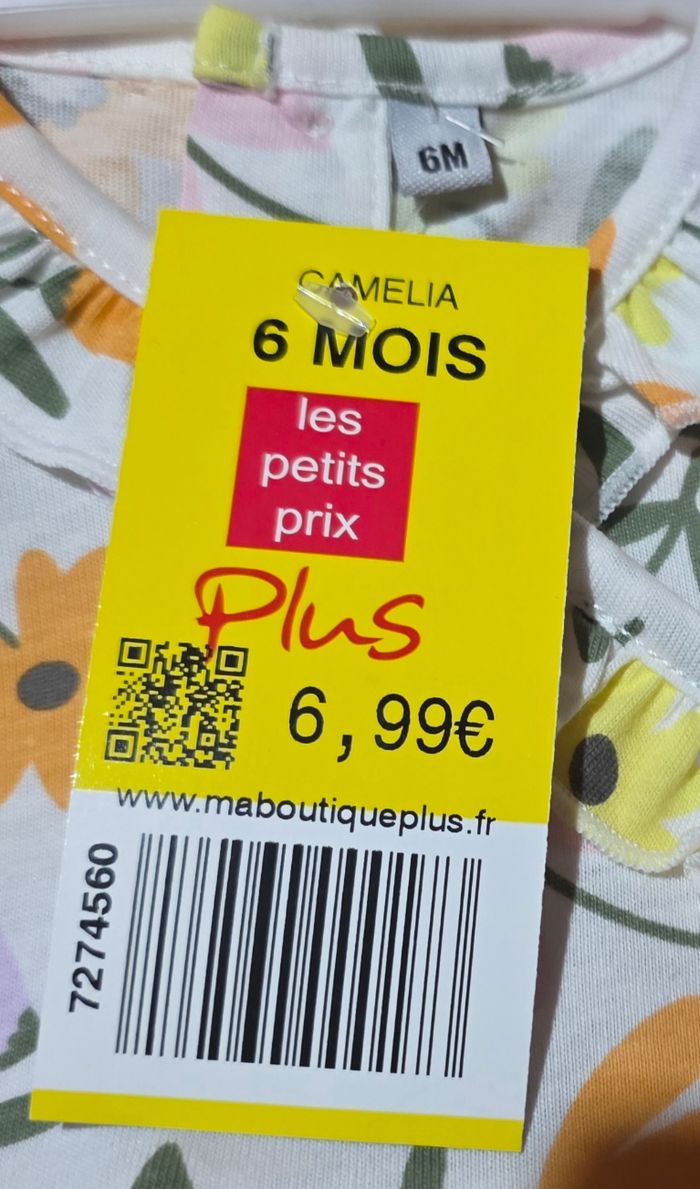 6M
CAMELIA
6 MOIS
les
petits
prix
Plus
6,99€
www.maboutiqueplus.fr
7274560